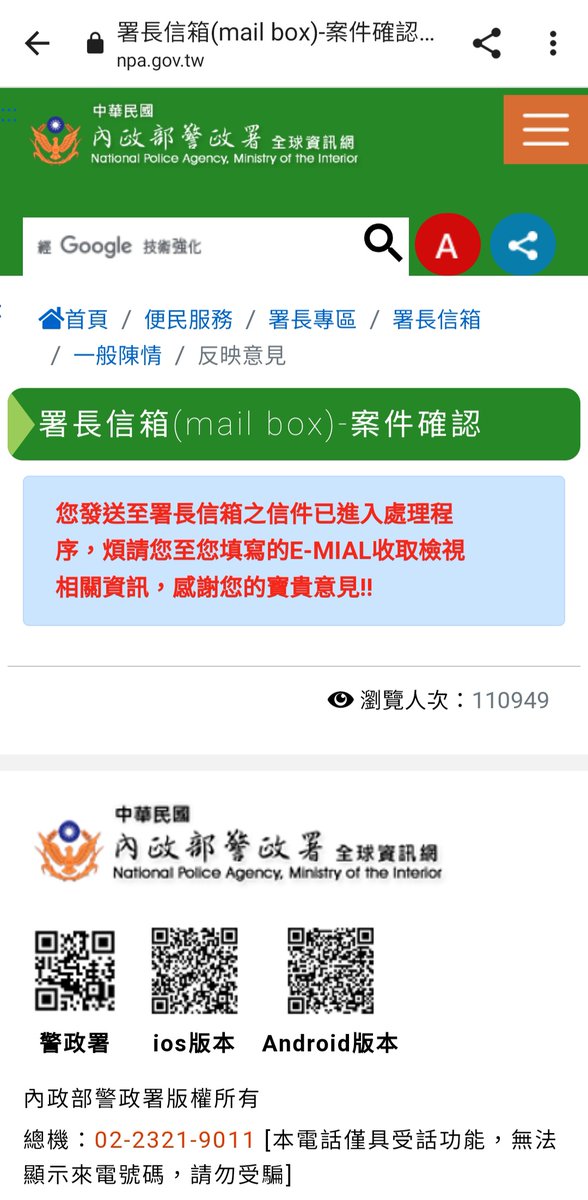 署長信箱(mail box)-案件確認...
npa.gov.tw
中華民國
內政部警政署 全球資訊網
National Police Agency, Ministry of the Interior
經 Google 技術強化
A
首頁 / 便民服務 / 署長專區 / 署長信箱
/ 一般陳情 / 反映意見
署長信箱(mail box)-案件確認
您發送至署長信箱之信件已進入處理程
序，煩請您至您填寫的E-MIAL收取檢視
相關資訊，感謝您的寶貴意見!!
瀏覽人次：110949
中華民國
內政部警政署 全球資訊網
National Police Agency, Ministry of the Interior
警政署 ios版本 Android版本
內政部警政署版權所有
總機：02-2321-9011 [本電話僅具受話功能，無法
顯示來電號碼，請勿受騙]